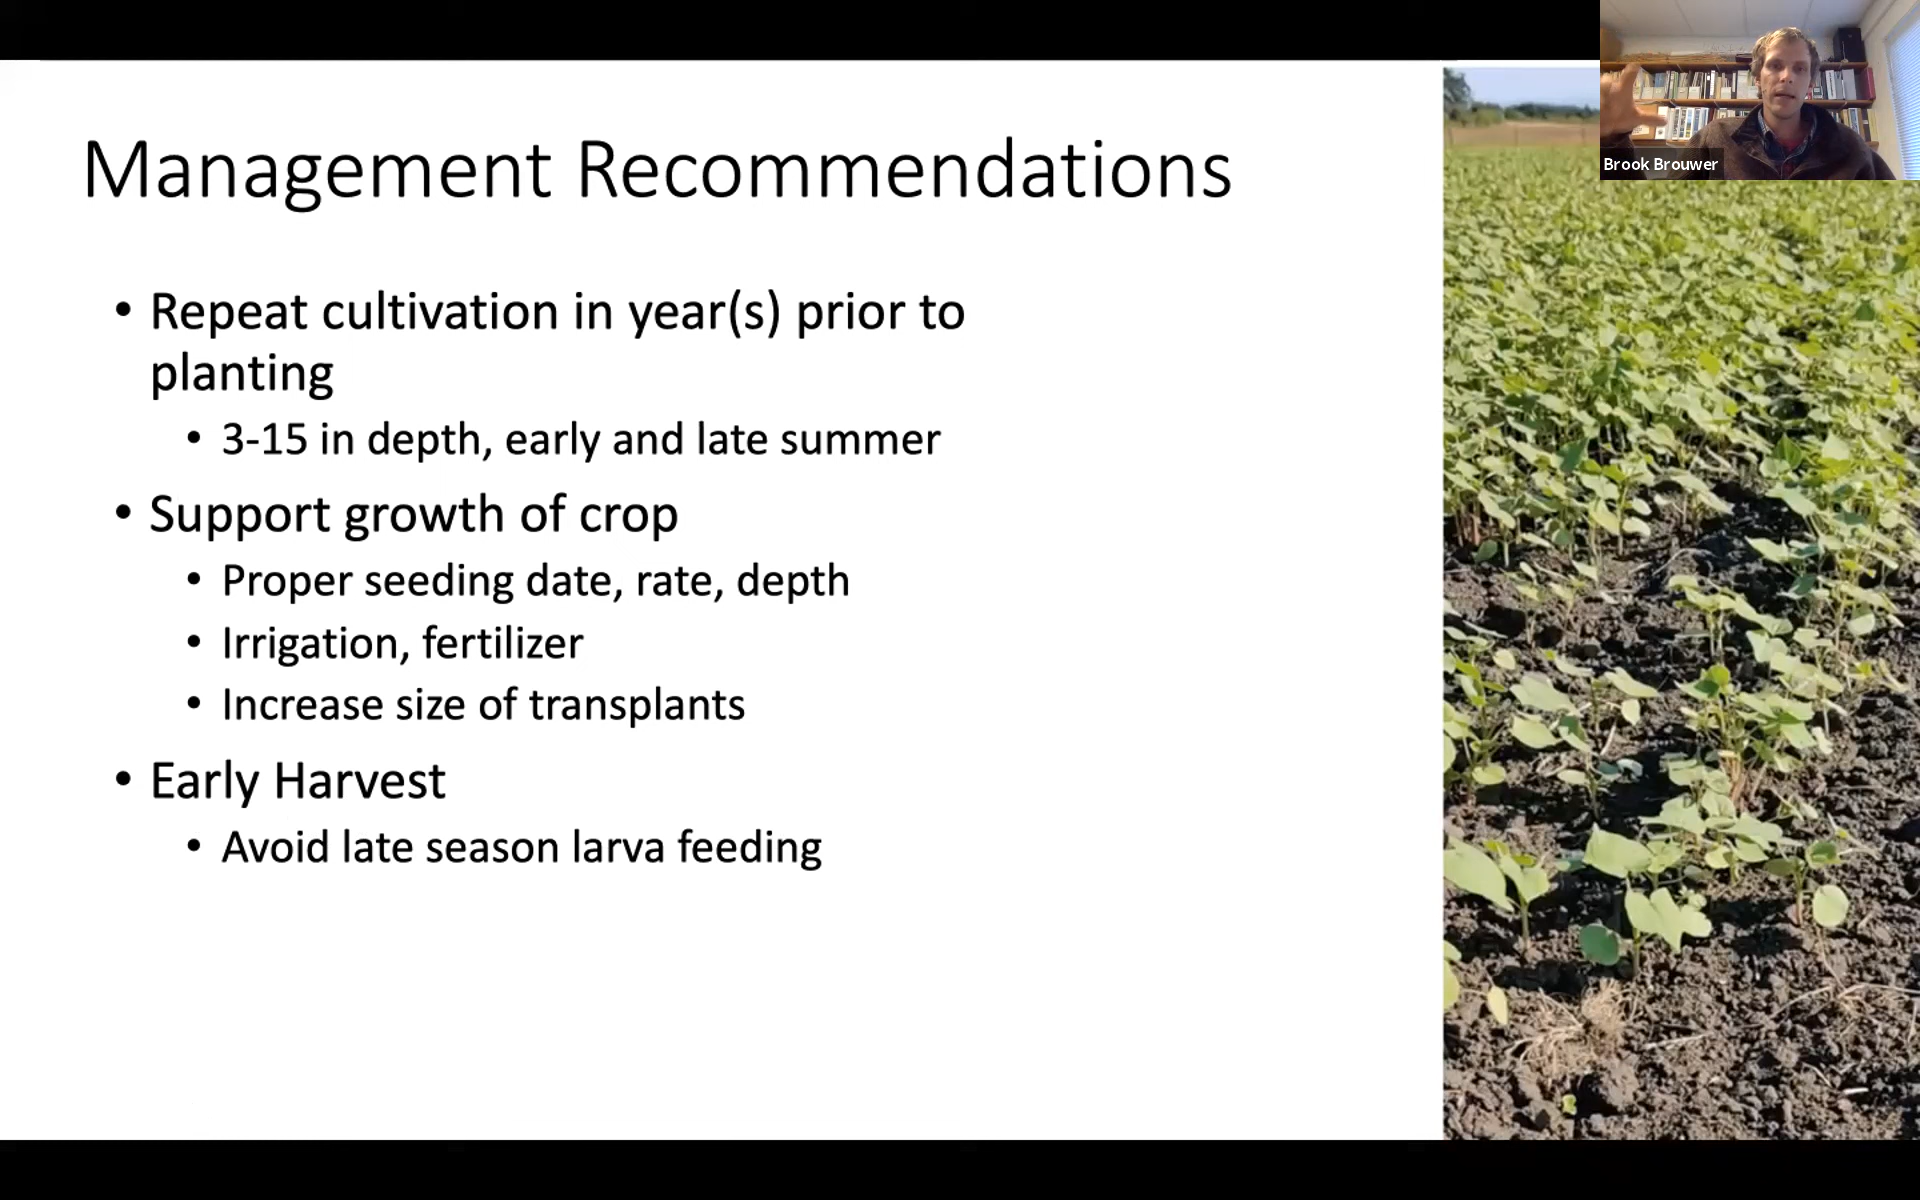 Management Recommendations
• Repeat cultivation in year(s) prior to
planting
• 3-15 in depth, early and late summer
• Support growth of crop
• Proper seeding date, rate, depth
• Irrigation, fertilizer
• Increase size of transplants
• Early Harvest
• Avoid late season larva feeding
Brook Brouwer